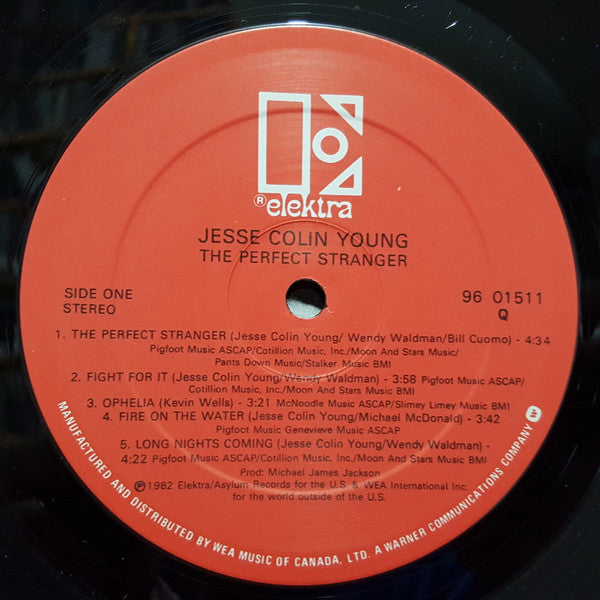 ® elektra
JESSE COLIN YOUNG
THE PERFECT STRANGER
SIDE ONE
STEREO
96 01511
Q
1. THE PERFECT STRANGER (Jesse Colin Young/ Wendy Waldman/Bill Cuomo) - 4:34
Pigfoot Music ASCAP/Cotillion Music, Inc./Moon And Stars Music/
Pants Down Music/Stalker Music BMI
2. FIGHT FOR IT (Jesse Colin Young/Wendy Waldman) - 3:58 Pigfoot Music ASCAP/
Cotillion Music, Inc./Moon And Stars Music BMI
3. OPHELIA (Kevin Wells) - 3:21 McNoodle Music ASCAP/Slimey Limey Music BMI
4. FIRE ON THE WATER (Jesse Colin Young/Michael McDonald) - 3:42
Pigfoot Music Genevieve Music ASCAP
5. LONG NIGHTS COMING (Jesse Colin Young/Wendy Waldman) -
4:22 Pigfoot Music ASCAP/Cotillion Music, Inc./Moon And Stars Music BMI
Prod: Michael James Jackson
℗1982 Elektra/Asylum Records for the U.S. & WEA International Inc.
for the world outside of the U.S.
MANUFACTURED AND DISTRIBUTED BY WEA MUSIC OF CANADA, LTD. A WARNER COMMUNICATIONS COMPANY